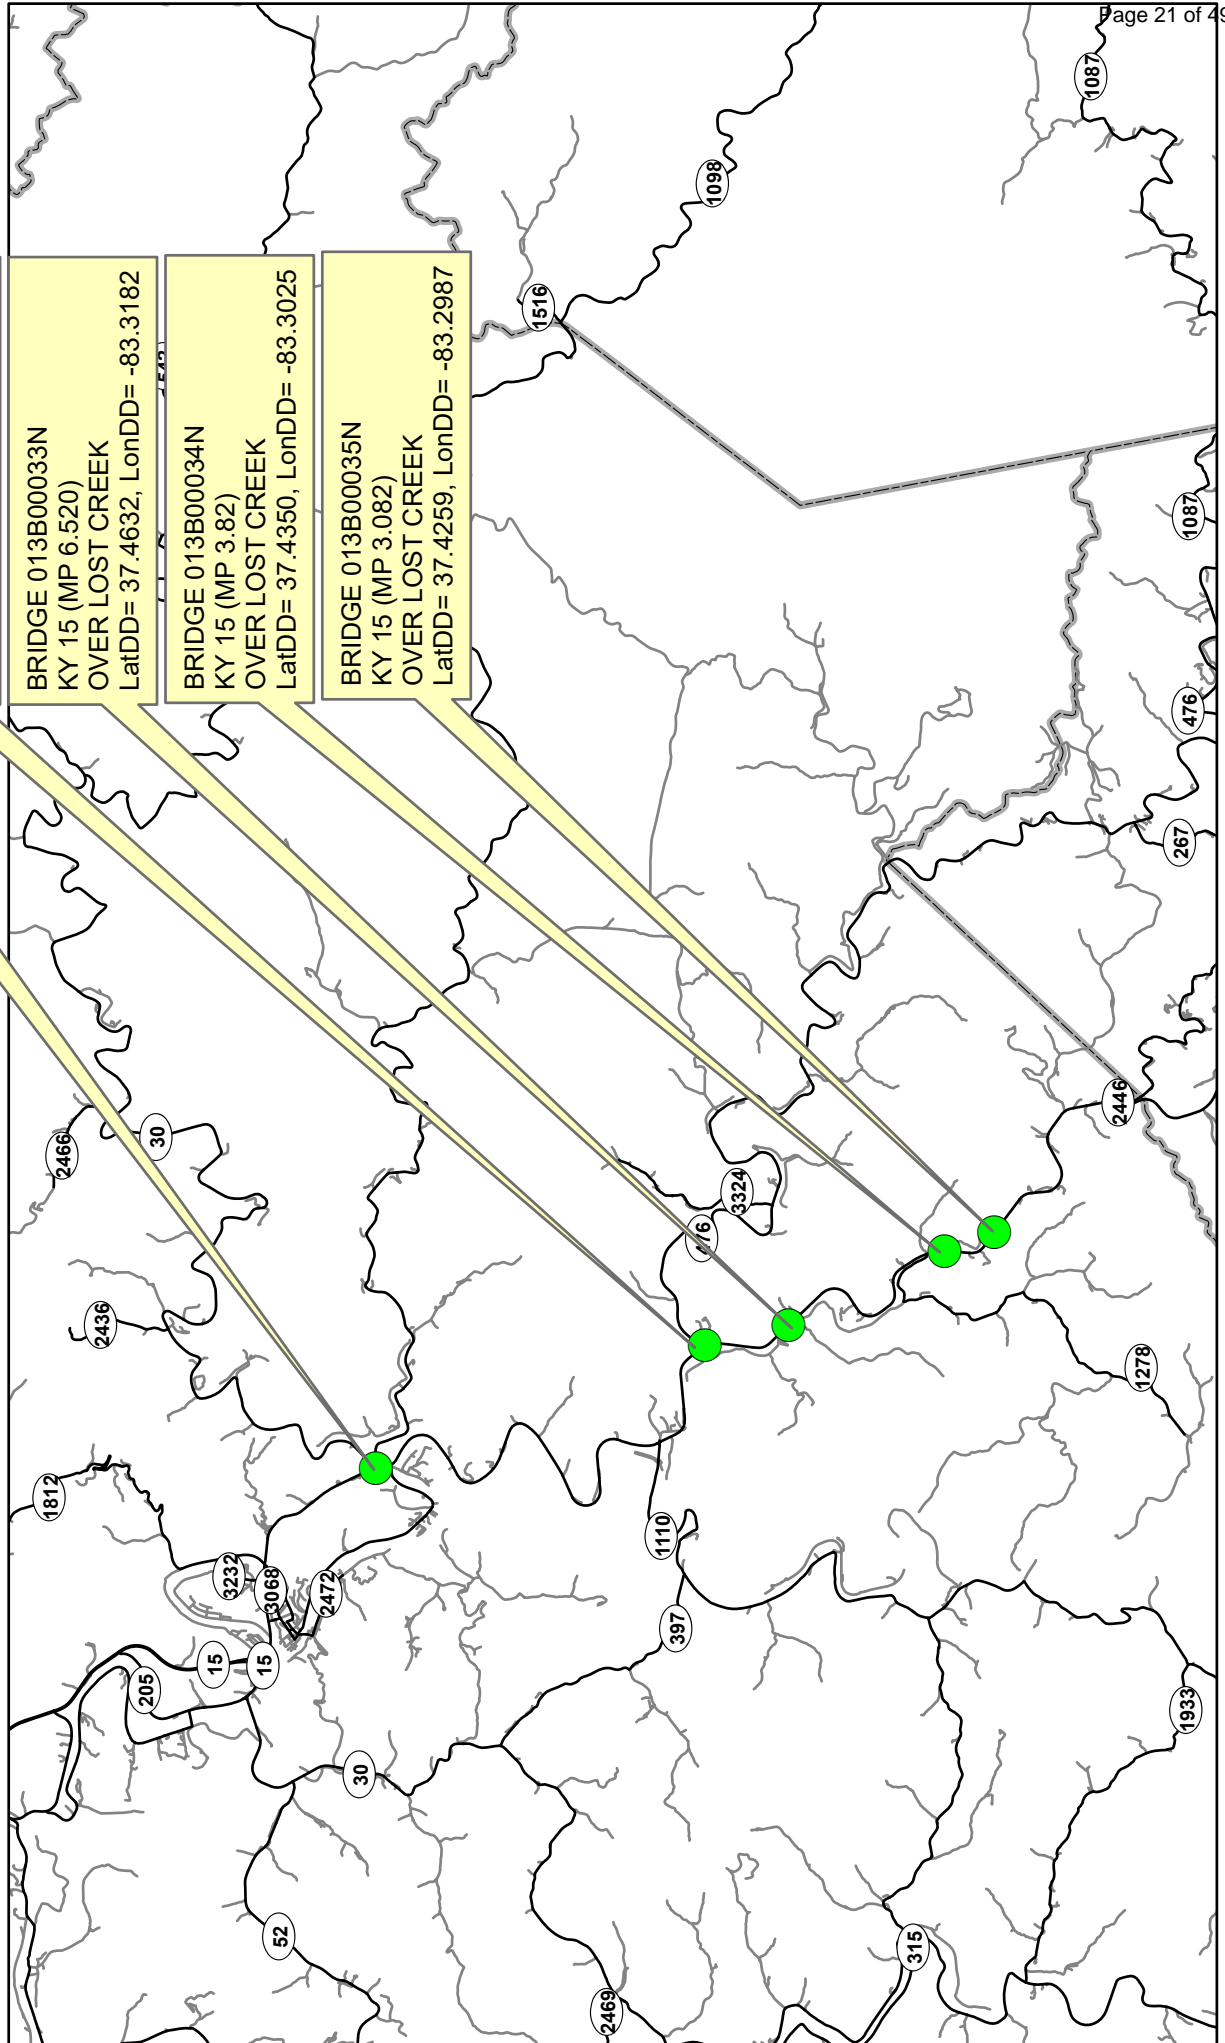 Page 21 of 49
BRIDGE 013B00033N
KY 15 (MP 6.520)
OVER LOST CREEK
LatDD= 37.4632, LonDD= -83.3182
BRIDGE 013B00034N
KY 15 (MP 3.82)
OVER LOST CREEK
LatDD= 37.4350, LonDD= -83.3025
BRIDGE 013B00035N
KY 15 (MP 3.082)
OVER LOST CREEK
LatDD= 37.4259, LonDD= -83.2987
1087
1098
1516
1087
476
267
2446
2466
30
2436
3324
1278
1812
1110
3232
3068
2472
397
15
15
205
1933
30
52
315
2469